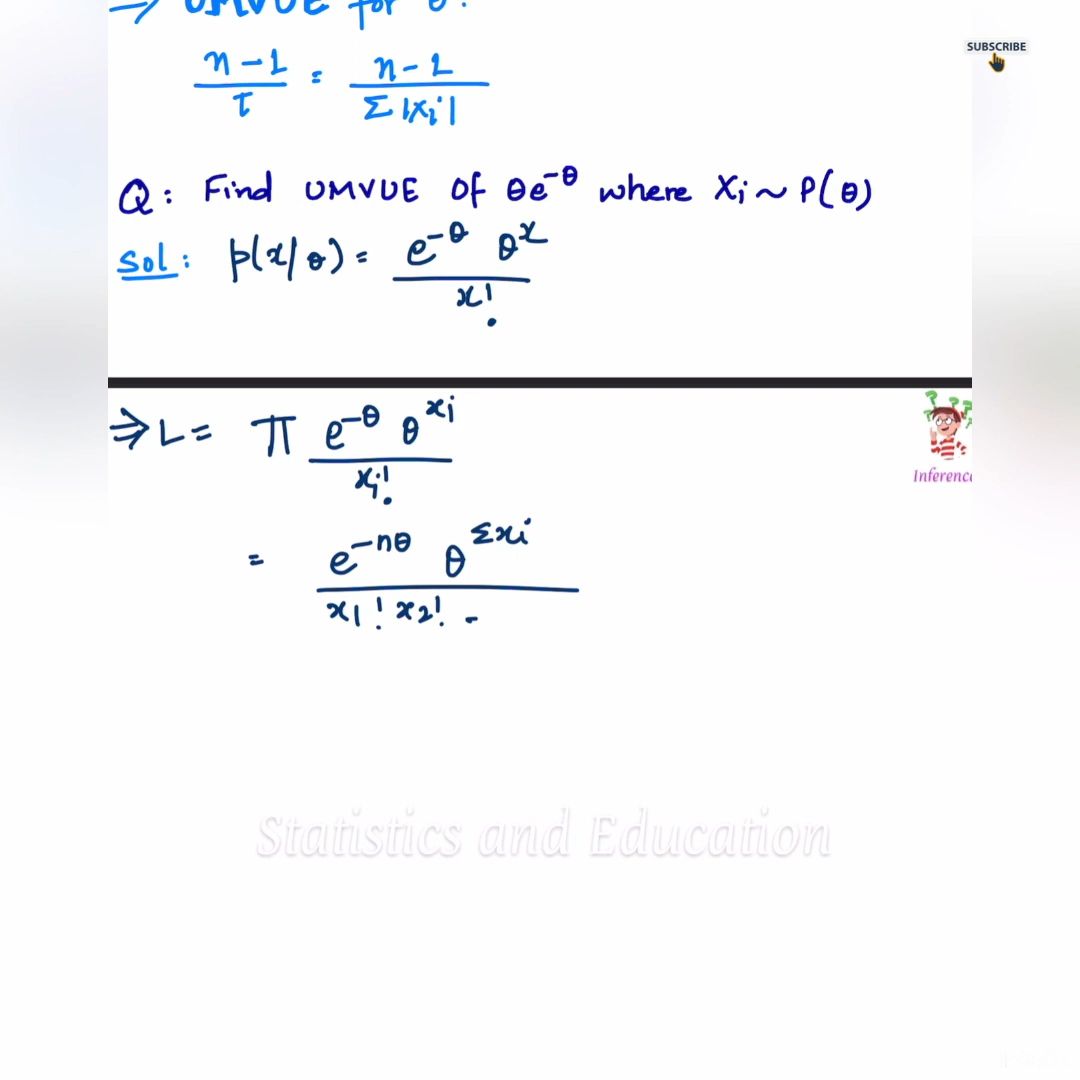 ⇒ UMVUE for θ:
SUBSCRIBE
n-1 / T = n-1 / Σ|xi|
Q: Find UMVUE of θe^-θ where Xi ~ P(θ)
Sol: p(x/θ) = e^-θ θ^x / x!
⇒ L = π e^-θ θ^xi / xi!
Inference
= e^-nθ θ^Σxi / x1! x2! -
Statistics and Education